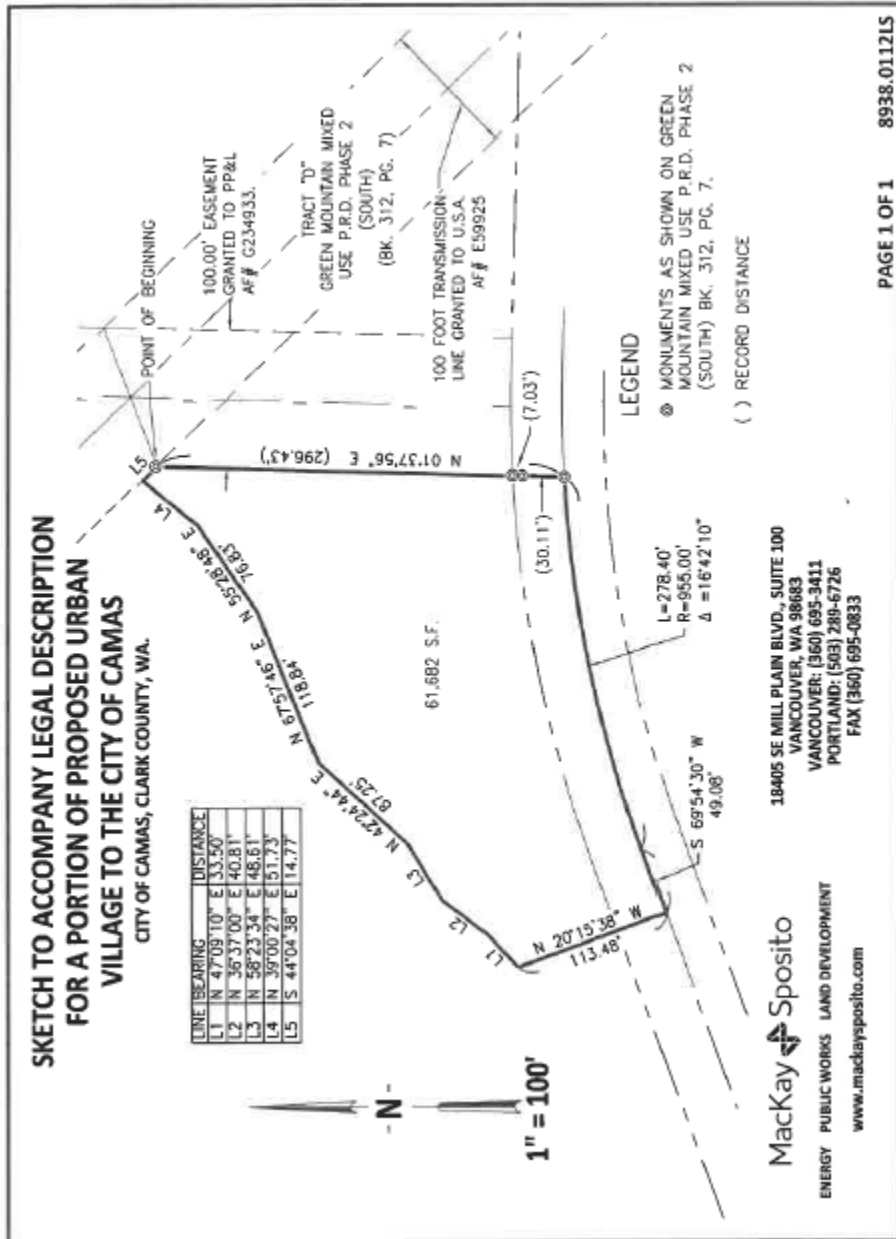 SKETCH TO ACCOMPANY LEGAL DESCRIPTION
FOR A PORTION OF PROPOSED URBAN
VILLAGE TO THE CITY OF CAMAS
CITY OF CAMAS, CLARK COUNTY, WA.
LINE BEARING DISTANCE
L1 N 47°09'10" E 33.50'
L2 N 36°37'00" E 40.81'
L3 N 58°23'34" E 48.61'
L4 N 39°00'27" E 51.73'
L5 S 44°04'38" E 14.77'
-N-
1" = 100'
L5
POINT OF BEGINNING
100.00' EASEMENT
GRANTED TO PP&L
AF# G234933.
TRACT "D"
GREEN MOUNTAIN MIXED
USE P.R.D. PHASE 2
(SOUTH)
(BK. 312, PG. 7)
100 FOOT TRANSMISSION
LINE GRANTED TO U.S.A.
AF# E59925
L4
N 55°28'48" E
76.83'
N 67°57'46" E
118.84'
N 42°24'44" E
87.25'
L3
L2
L1
N 01°37'56" E (296.43')
61,682 S.F.
(7.03')
(30.11')
N 20°15'38" W
113.48'
S 69°54'30" W
49.08'
L=278.40'
R=955.00'
Δ =16°42'10"
LEGEND
◎ MONUMENTS AS SHOWN ON GREEN
MOUNTAIN MIXED USE P.R.D. PHASE 2
(SOUTH) BK. 312, PG. 7.
( ) RECORD DISTANCE
MacKay Sposito
ENERGY PUBLIC WORKS LAND DEVELOPMENT
www.mackaysposito.com
18405 SE MILL PLAIN BLVD., SUITE 100
VANCOUVER, WA 98683
VANCOUVER: (360) 695-3411
PORTLAND: (503) 289-6726
FAX (360) 695-0833
PAGE 1 OF 1 8938.0112LS